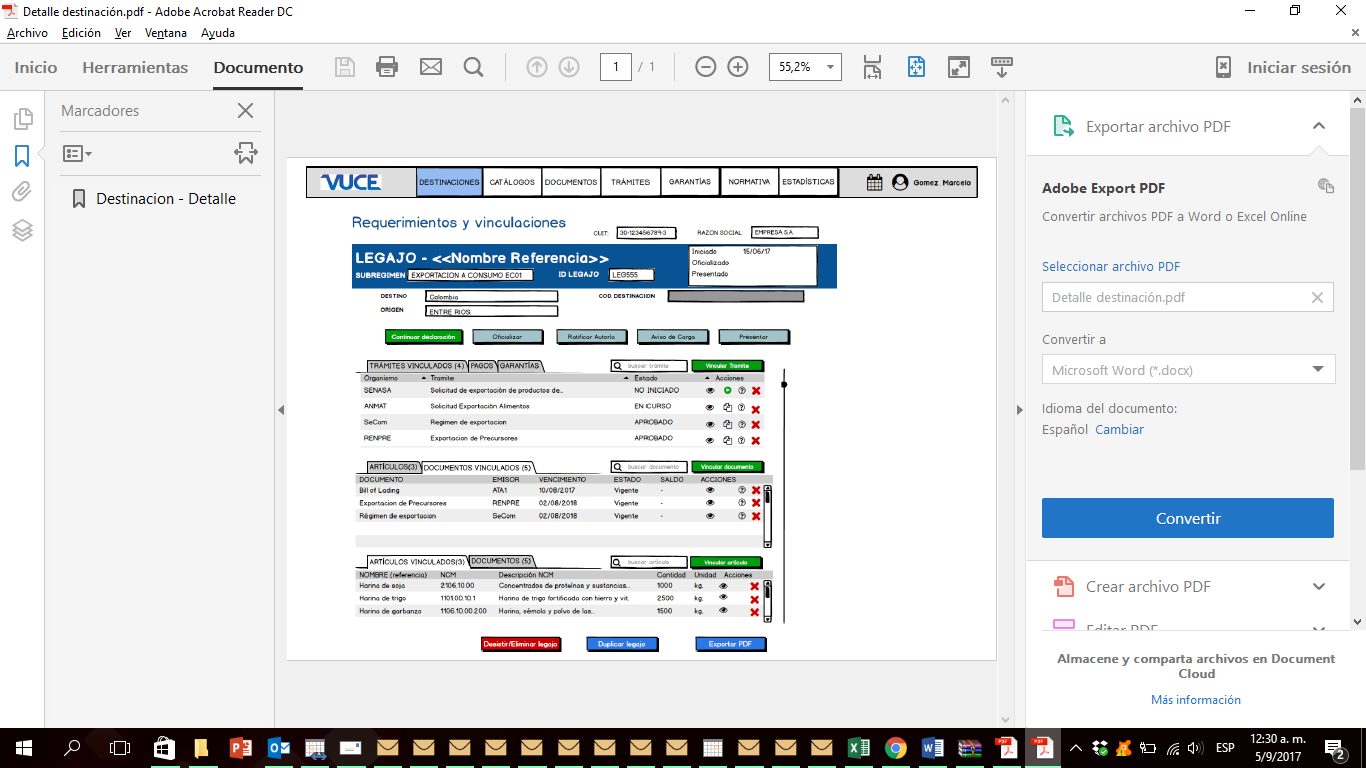 Detalle destinación.pdf - Adobe Acrobat Reader DC
Archivo Edición Ver Ventana Ayuda
Inicio Herramientas Documento 1 / 1 55,2% Iniciar sesión
Marcadores
Destinacion - Detalle
VUCE DESTINACIONES CATÁLOGOS DOCUMENTOS TRÁMITES GARANTÍAS NORMATIVA ESTADÍSTICAS Gomez, Marcelo
Requerimientos y vinculaciones
CUIT: 30-123456789-3 RAZON SOCIAL: EMPRESA S.A.
LEGAJO - <<Nombre Referencia>>
SUBREGIMEN EXPORTACION A CONSUMO EC01 ID LEGAJO LEG555
Iniciado 15/06/17
Oficializado
Presentado
DESTINO Colombia COD. DESTINACION
ORIGEN ENTRE RIOS
Continuar declaración Oficializar Ratificar Autoría Aviso de Carga Presentar
TRÁMITES VINCULADOS (4) PAGOS GARANTÍAS buscar trámite Vincular Tramite
Organismo Tramite Estado Acciones
SENASA Solicitud de exportación de productos de.. NO INICIADO
ANMAT Solicitud Exportación Alimentos EN CURSO
SeCom Regimen de exportacion APROBADO
RENPRE Exportacion de Precursores APROBADO
ARTÍCULOS(3) DOCUMENTOS VINCULADOS (5) buscar documento Vincular documento
DOCUMENTO EMISOR VENCIMIENTO ESTADO SALDO ACCIONES
Bill of Lading ATA1 10/08/2017 Vigente -
Exportacion de Precursores RENPRE 02/08/2018 Vigente -
Régimen de exportacion SeCom 02/08/2018 Vigente -
ARTÍCULOS VINCULADOS(3) DOCUMENTOS (5) buscar artículo Vincular artículo
NOMBRE (referencia) NCM Descripción NCM Cantidad Unidad Acciones
Harina de soja 2106.10.00 Concentrados de proteínas y sustancias.. 1000 kg.
Harina de trigo 1101.00.10.1 Harina de trigo fortificada con hierro y vit. 2500 kg.
Harina de garbanzo 1106.10.00.200 Harina, sémola y polvo de las.. 1500 kg.
Desistir/Eliminar legajo Duplicar legajo Exportar PDF
Exportar archivo PDF
Adobe Export PDF
Convertir archivos PDF a Word o Excel Online
Seleccionar archivo PDF
Detalle destinación.pdf
Convertir a
Microsoft Word (*.docx)
Idioma del documento:
Español Cambiar
Convertir
Crear archivo PDF
Editar PDF
Almacene y comparta archivos en Document
Cloud
Más información
ESP 12:30 a. m.
5/9/2017 2